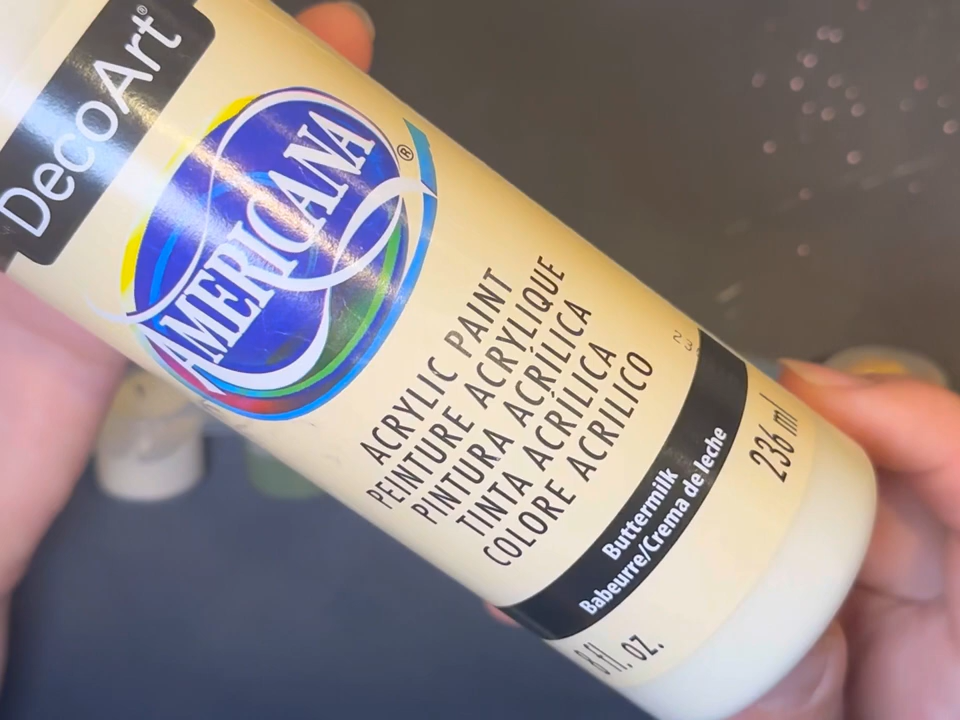 DecoArt®
AMERICANA®
ACRYLIC PAINT
PEINTURE ACRYLIQUE
PINTURA ACRÍLICA
TINTA ACRÍLICA
COLORE ACRILICO
Buttermilk
Babeurre/Crema de leche
8 fl. oz.
236 ml